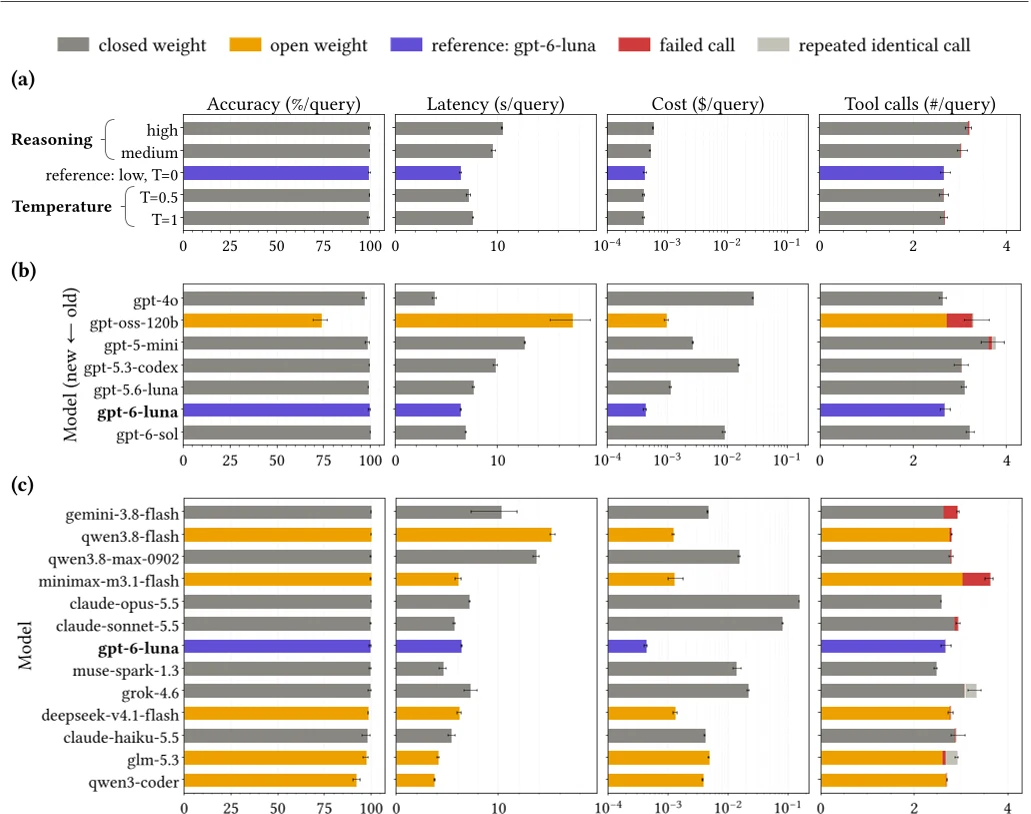 closed weight open weight reference: gpt-6-luna failed call repeated identical call
(a)
Accuracy (%/query) Latency (s/query) Cost ($/query) Tool calls (#/query)
Reasoning high
medium
reference: low, T=0
Temperature T=0.5
T=1
0 25 50 75 100 0 10 10⁻⁴ 10⁻³ 10⁻² 10⁻¹ 0 2 4
(b)
Model (new ← old)
gpt-4o
gpt-oss-120b
gpt-5-mini
gpt-5.3-codex
gpt-5.6-luna
gpt-6-luna
gpt-6-sol
0 25 50 75 100 0 10 10⁻⁴ 10⁻³ 10⁻² 10⁻¹ 0 2 4
(c)
Model
gemini-3.8-flash
qwen3.8-flash
qwen3.8-max-0902
minimax-m3.1-flash
claude-opus-5.5
claude-sonnet-5.5
gpt-6-luna
muse-spark-1.3
grok-4.6
deepseek-v4.1-flash
claude-haiku-5.5
glm-5.3
qwen3-coder
0 25 50 75 100 0 10 10⁻⁴ 10⁻³ 10⁻² 10⁻¹ 0 2 4